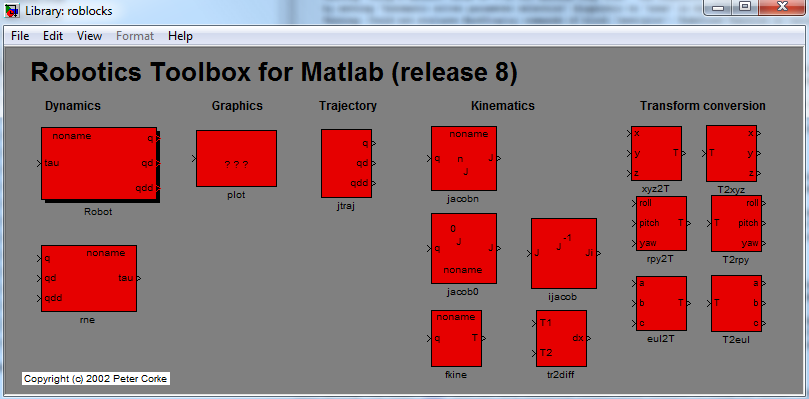 Library: roblocks
File Edit View Format Help
Robotics Toolbox for Matlab (release 8)
Dynamics Graphics Trajectory Kinematics Transform conversion
noname
tau
q
qd
qdd
Robot
? ? ?
plot
q
qd
qdd
jtraj
noname
q
n
J
J
jacobn
x
y
z
T
xyz2T
T
x
y
z
T2xyz
roll
pitch
yaw
T
rpy2T
T
roll
pitch
yaw
T2rpy
noname
q
qd
qdd
tau
rne
0
J
q
J
noname
jacob0
-1
J
J
Ji
ijacob
a
b
c
T
eul2T
T
a
b
c
T2eul
noname
q
T
fkine
T1
T2
dx
tr2diff
Copyright (c) 2002 Peter Corke